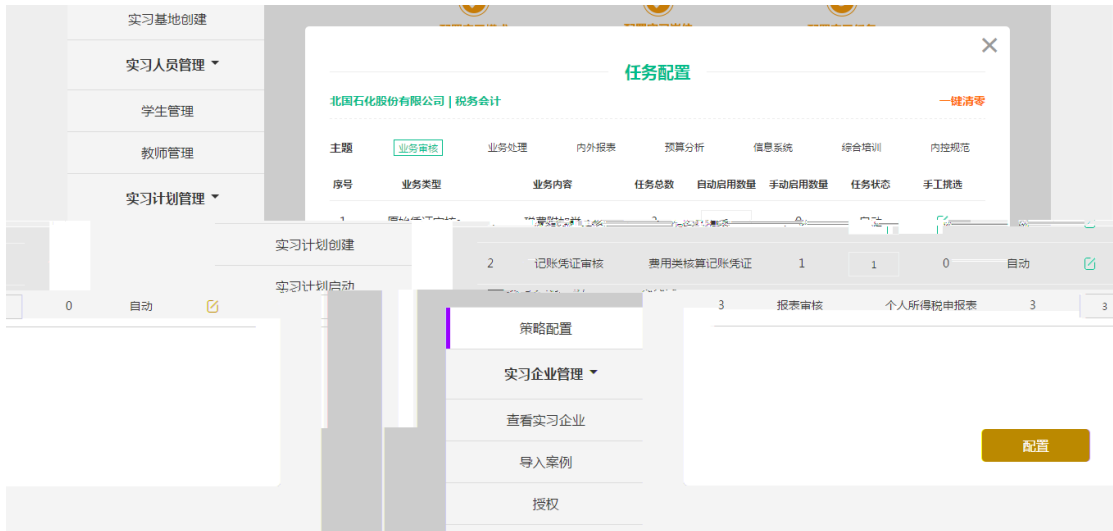 实习基地创建
实习人员管理
学生管理
教师管理
实习计划管理
任务配置
北国石化股份有限公司 | 税务会计
一键清零
主题 业务审核 业务处理 内外报表 预算分析 信息系统 综合培训 内控规范
序号 业务类型 业务内容 任务总数 自动启用数量 手动启用数量 任务状态 手工挑选
实习计划创建
2 记账凭证审核 费用类核算记账凭证 1 1 0 自动
实习计划启动
0 自动
3 报表审核 个人所得税申报表 3 3
策略配置
实习企业管理
查看实习企业
导入案例
授权
配置